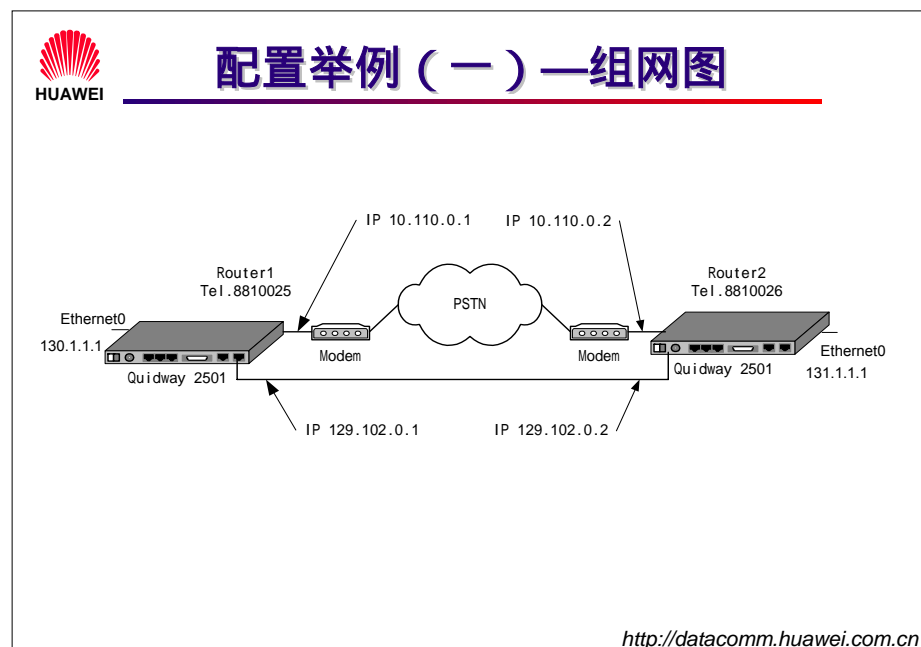 HUAWEI
配置举例（一）—组网图
IP 10.110.0.1
IP 10.110.0.2
Router1
Tel.8810025
PSTN
Router2
Tel.8810026
Ethernet0
130.1.1.1
Quidway 2501
Modem
Modem
Quidway 2501
Ethernet0
131.1.1.1
IP 129.102.0.1
IP 129.102.0.2
http://datacomm.huawei.com.cn